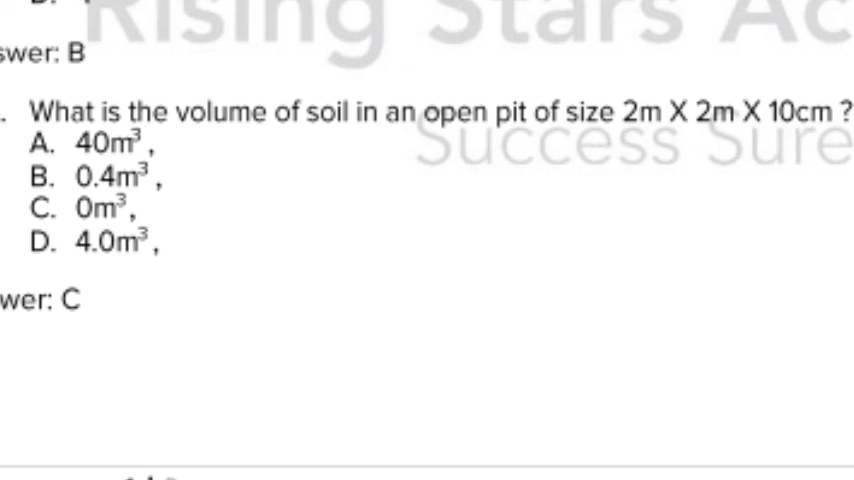 Rising Stars Ac
swer: B
. What is the volume of soil in an open pit of size 2m X 2m X 10cm ?
Success Sure
A. 40m³ ,
B. 0.4m³ ,
C. 0m³,
D. 4.0m³ ,
wer: C